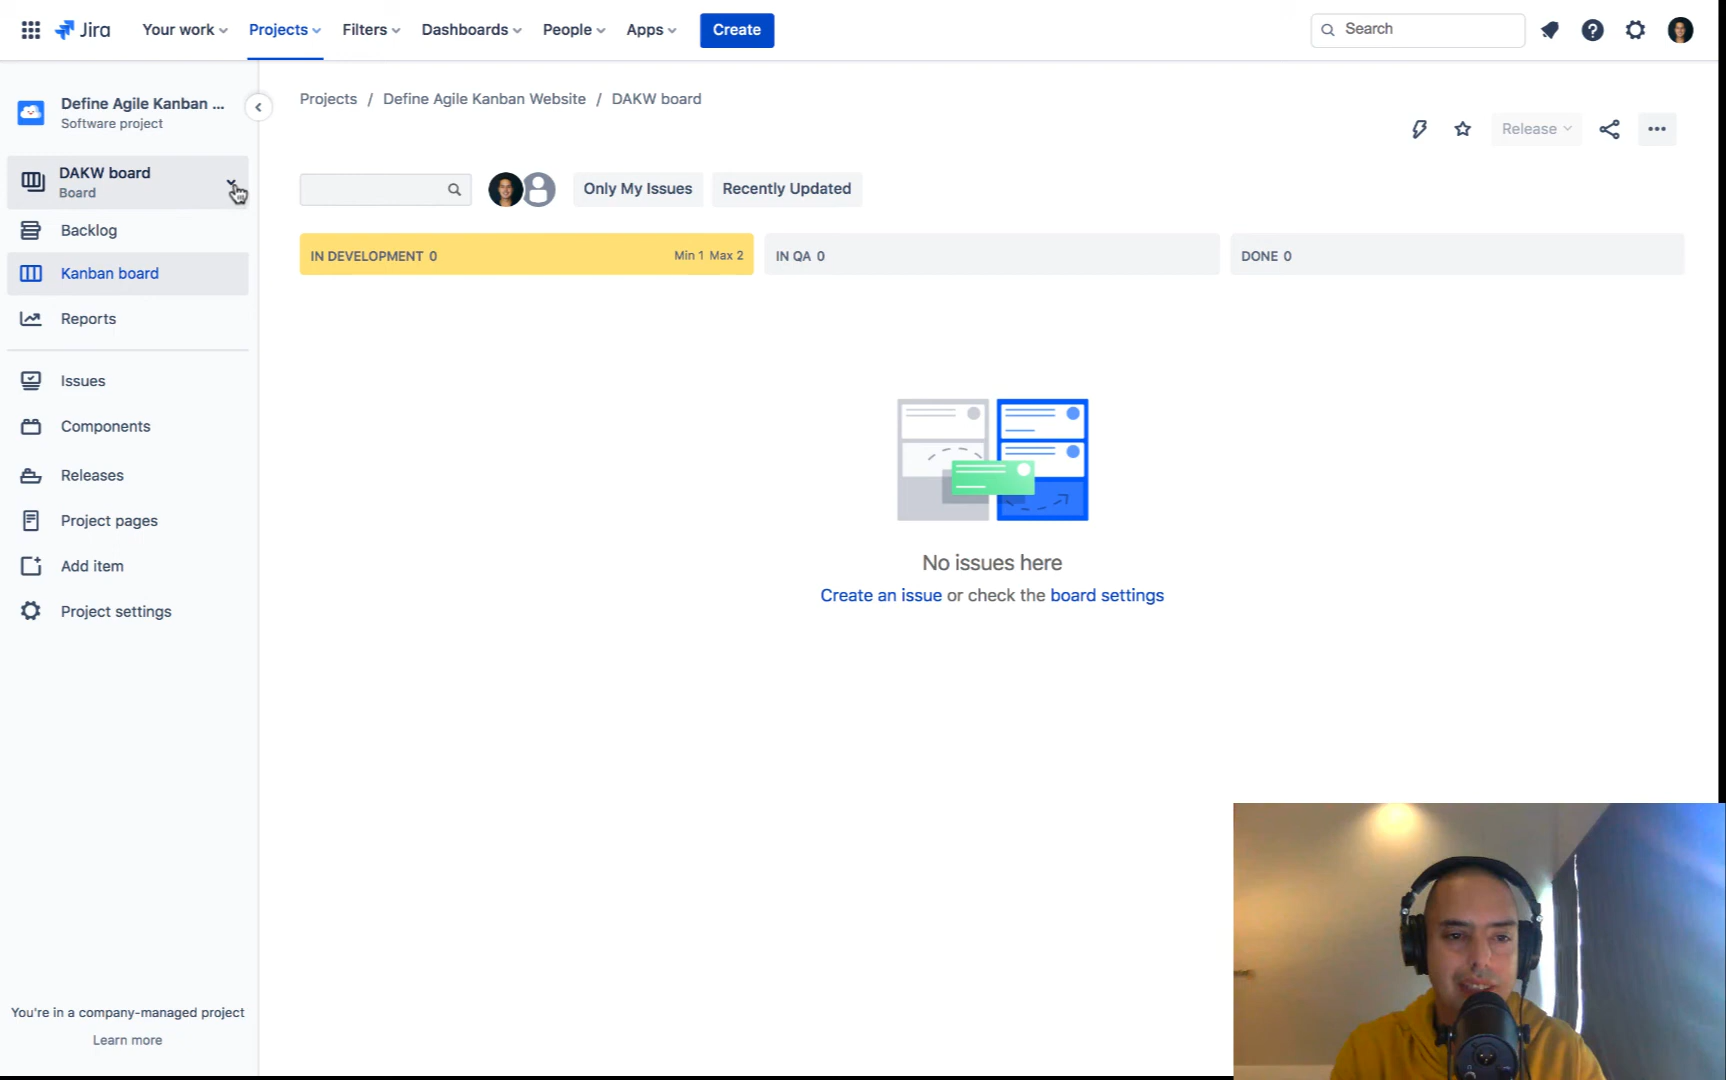 Jira
Your work
Projects
Filters
Dashboards
People
Apps
Create
Search
Define Agile Kanban ...
Software project
Projects / Define Agile Kanban Website / DAKW board
Release
DAKW board
Board
Only My Issues
Recently Updated
Backlog
Kanban board
Reports
IN DEVELOPMENT 0
Min 1 Max 2
IN QA 0
DONE 0
Issues
Components
Releases
Project pages
Add item
Project settings
No issues here
Create an issue or check the board settings
You're in a company-managed project
Learn more